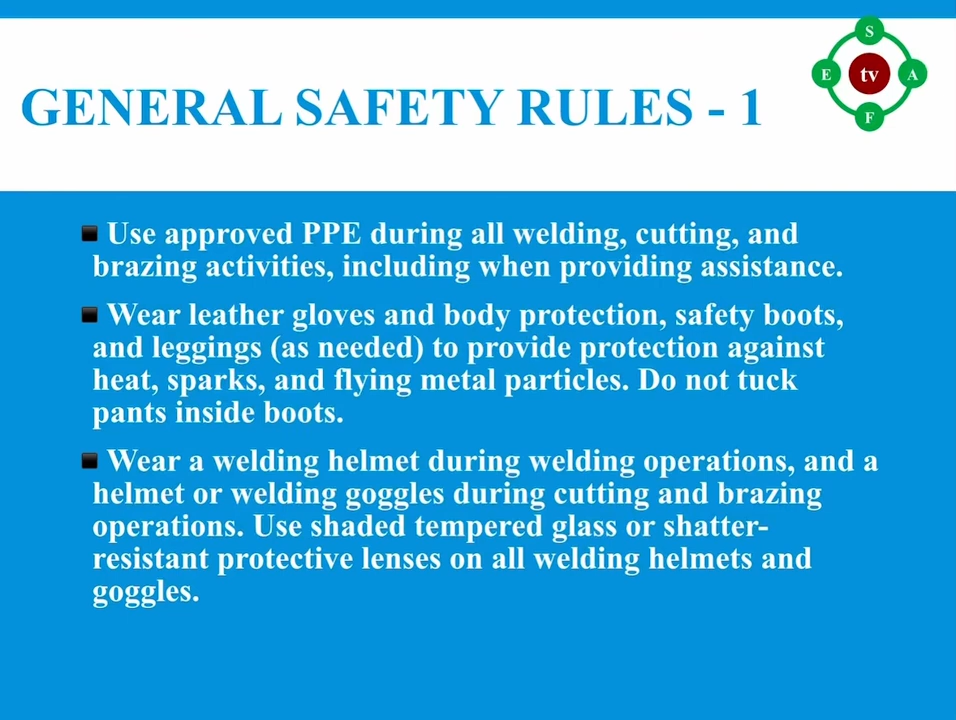 GENERAL SAFETY RULES - 1
S
E
tv
A
F
Use approved PPE during all welding, cutting, and
brazing activities, including when providing assistance.
Wear leather gloves and body protection, safety boots,
and leggings (as needed) to provide protection against
heat, sparks, and flying metal particles. Do not tuck
pants inside boots.
Wear a welding helmet during welding operations, and a
helmet or welding goggles during cutting and brazing
operations. Use shaded tempered glass or shatter-
resistant protective lenses on all welding helmets and
goggles.